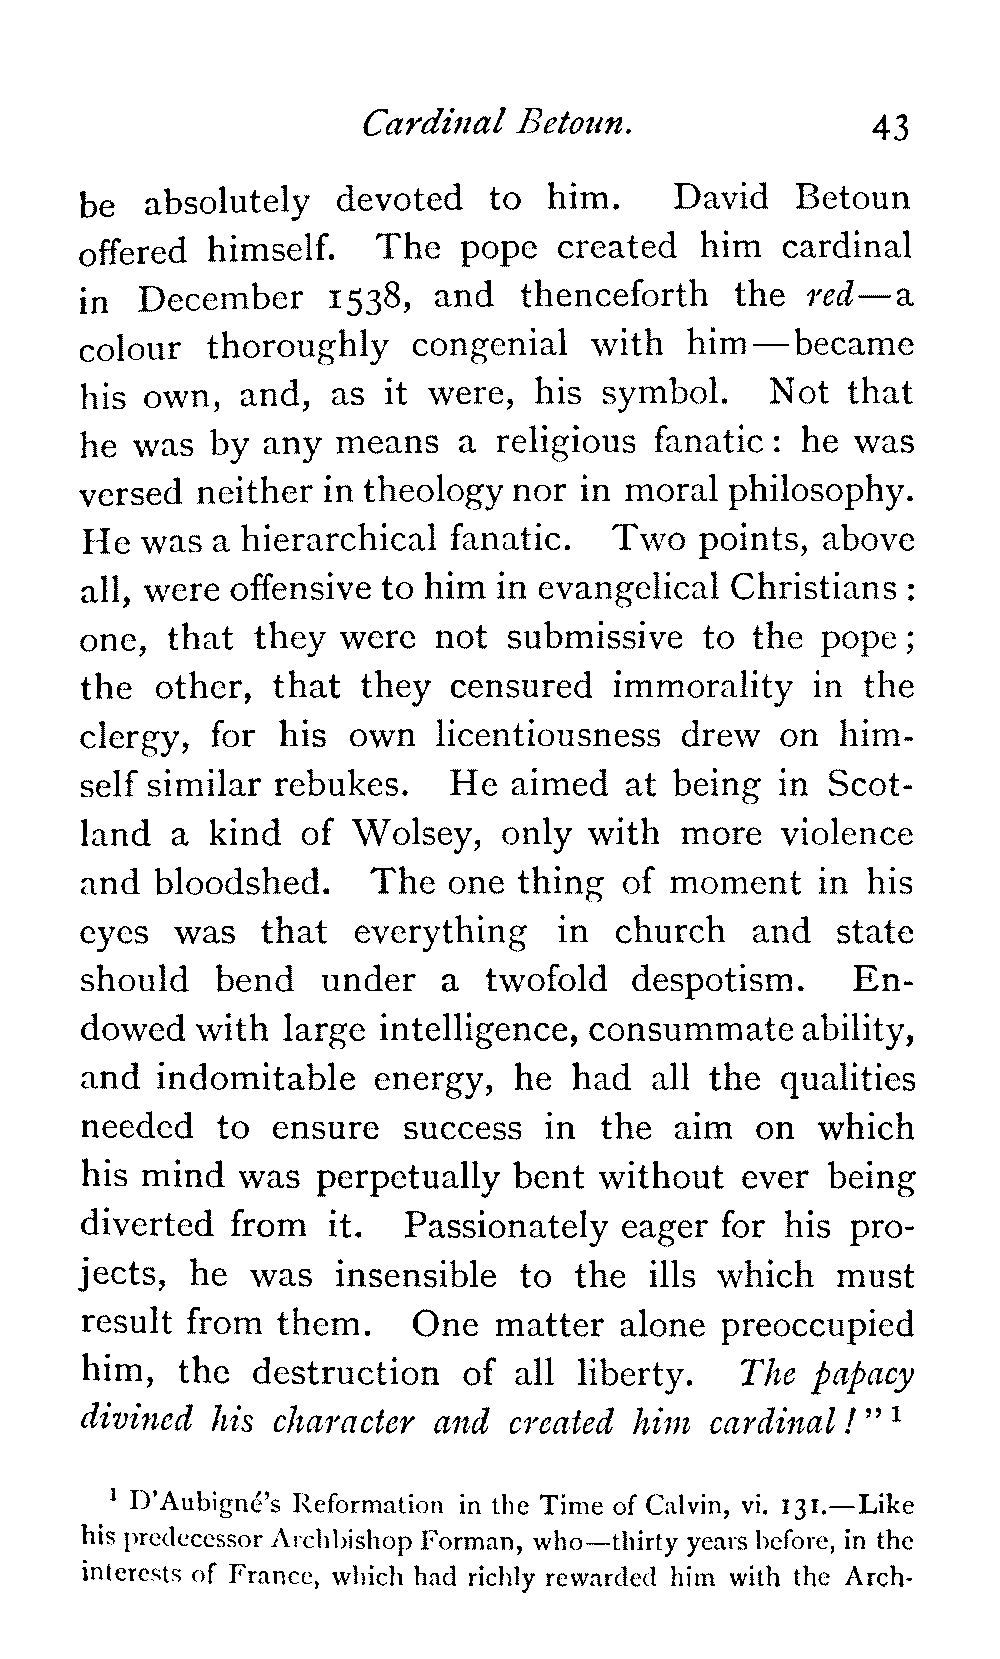 Cardinal Betoun. 43
be absolutely devoted to him. David Betoun
offered himself. The pope created him cardinal
in December 1538, and thenceforth the red—a
colour thoroughly congenial with him—became
his own, and, as it were, his symbol. Not that
he was by any means a religious fanatic: he was
versed neither in theology nor in moral philosophy.
He was a hierarchical fanatic. Two points, above
all, were offensive to him in evangelical Christians:
one, that they were not submissive to the pope;
the other, that they censured immorality in the
clergy, for his own licentiousness drew on him-
self similar rebukes. He aimed at being in Scot-
land a kind of Wolsey, only with more violence
and bloodshed. The one thing of moment in his
eyes was that everything in church and state
should bend under a twofold despotism. En-
dowed with large intelligence, consummate ability,
and indomitable energy, he had all the qualities
needed to ensure success in the aim on which
his mind was perpetually bent without ever being
diverted from it. Passionately eager for his pro-
jects, he was insensible to the ills which must
result from them. One matter alone preoccupied
him, the destruction of all liberty. The papacy
divined his character and created him cardinal!" 1
1 D'Aubigné's Reformation in the Time of Calvin, vi. 131.—Like
his predecessor Archbishop Forman, who—thirty years before, in the
interests of France, which had richly rewarded him with the Arch-